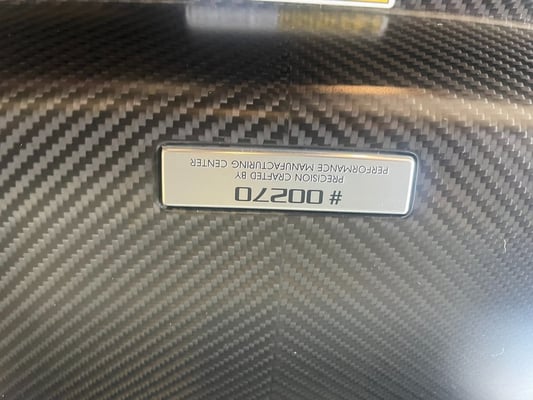 # 00270
PRECISION CRAFTED BY
PERFORMANCE MANUFACTURING CENTER